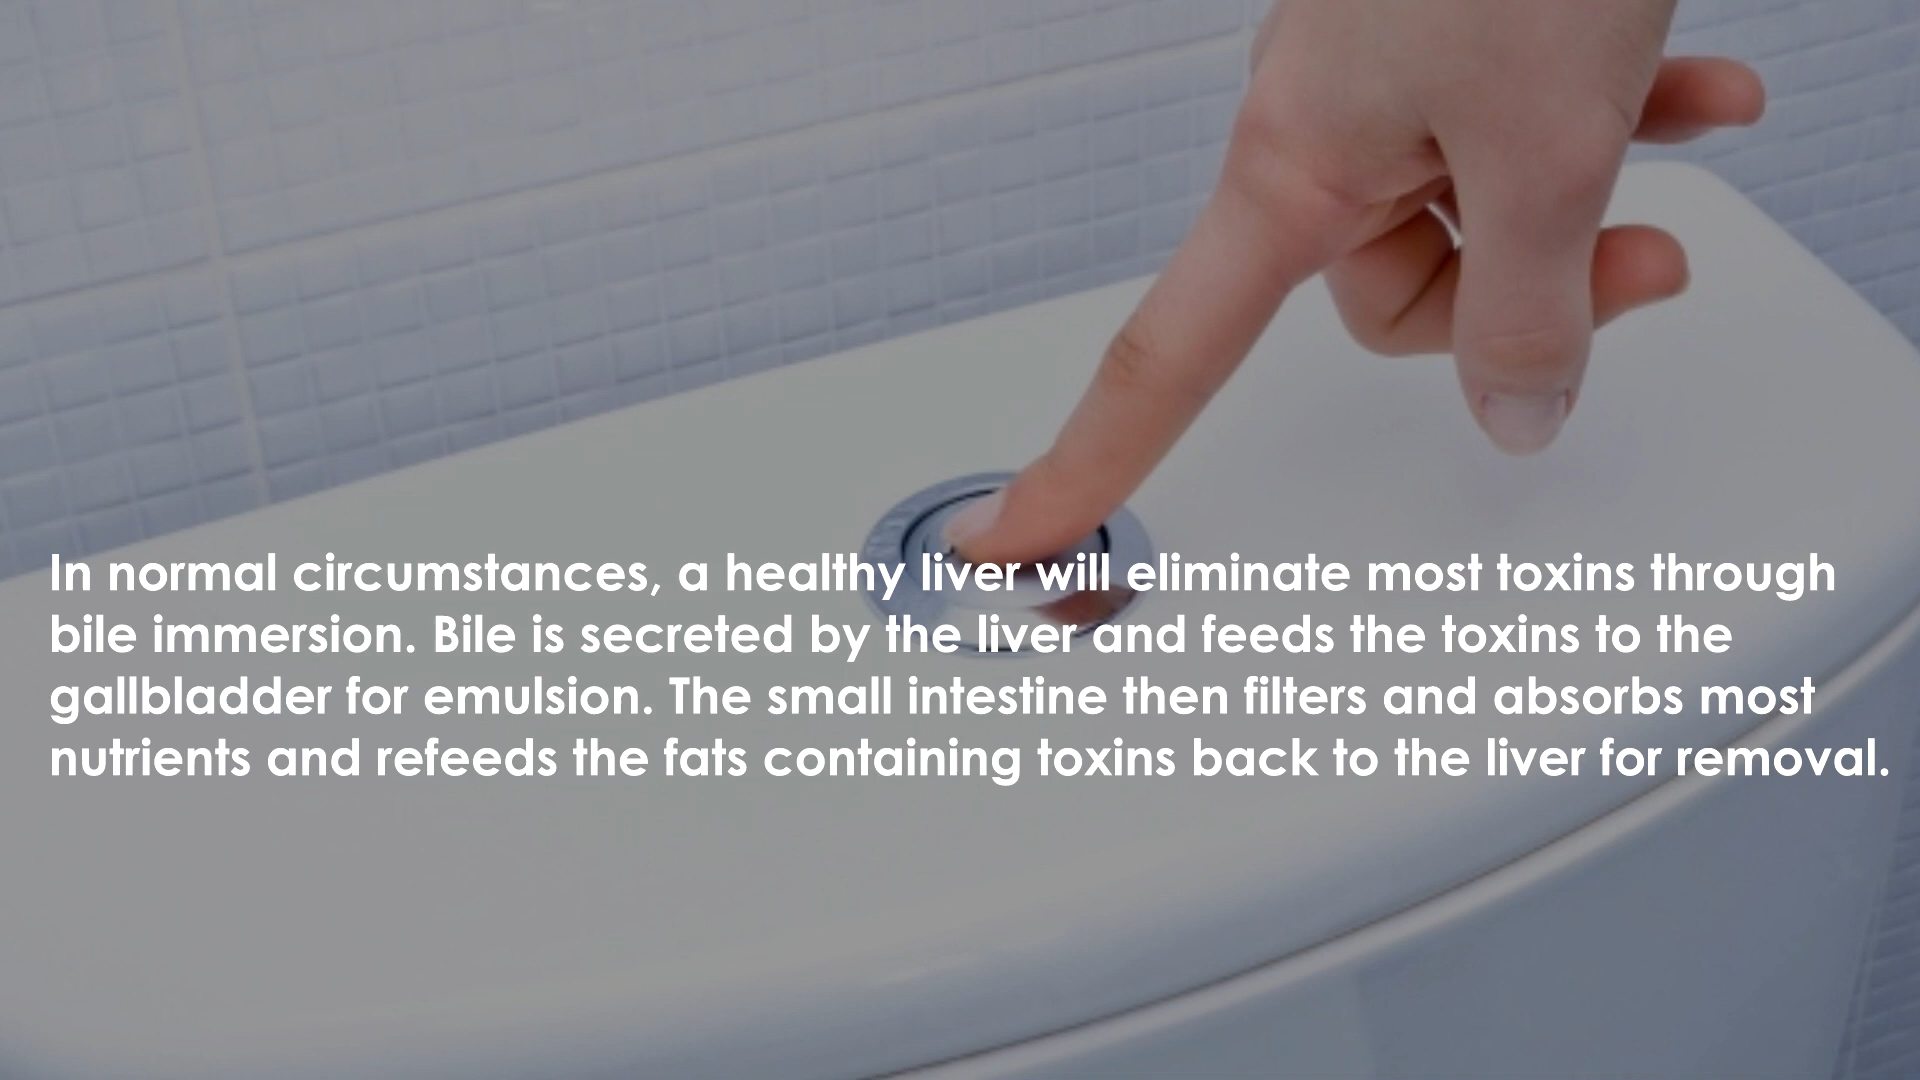 In normal circumstances, a healthy liver will eliminate most toxins through
bile immersion. Bile is secreted by the liver and feeds the toxins to the
gallbladder for emulsion. The small intestine then filters and absorbs most
nutrients and refeeds the fats containing toxins back to the liver for removal.